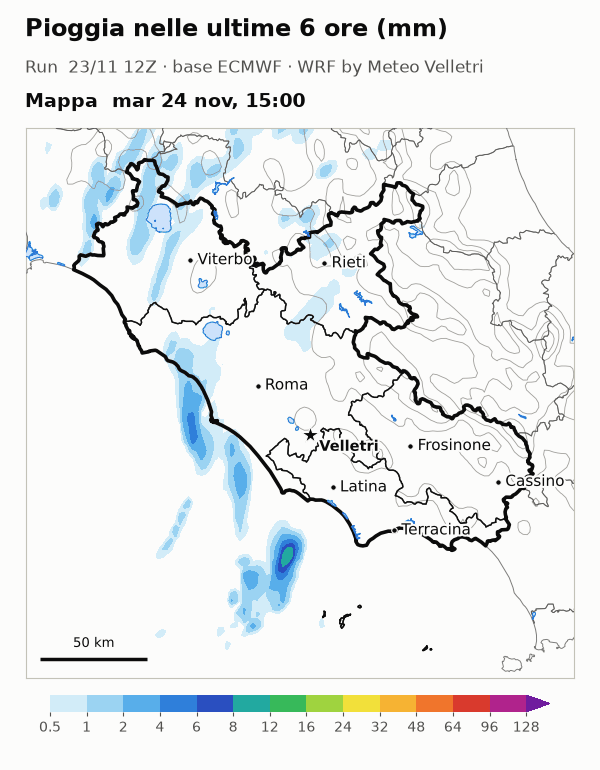 Pioggia nelle ultime 6 ore (mm)
Run 23/11 12Z · base ECMWF · WRF by Meteo Velletri
Mappa mar 24 nov, 15:00
Viterbo
Rieti
Roma
Velletri
Frosinone
Latina
Cassino
Terracina
50 km
0.5 1 2 4 6 8 12 16 24 32 48 64 96 128